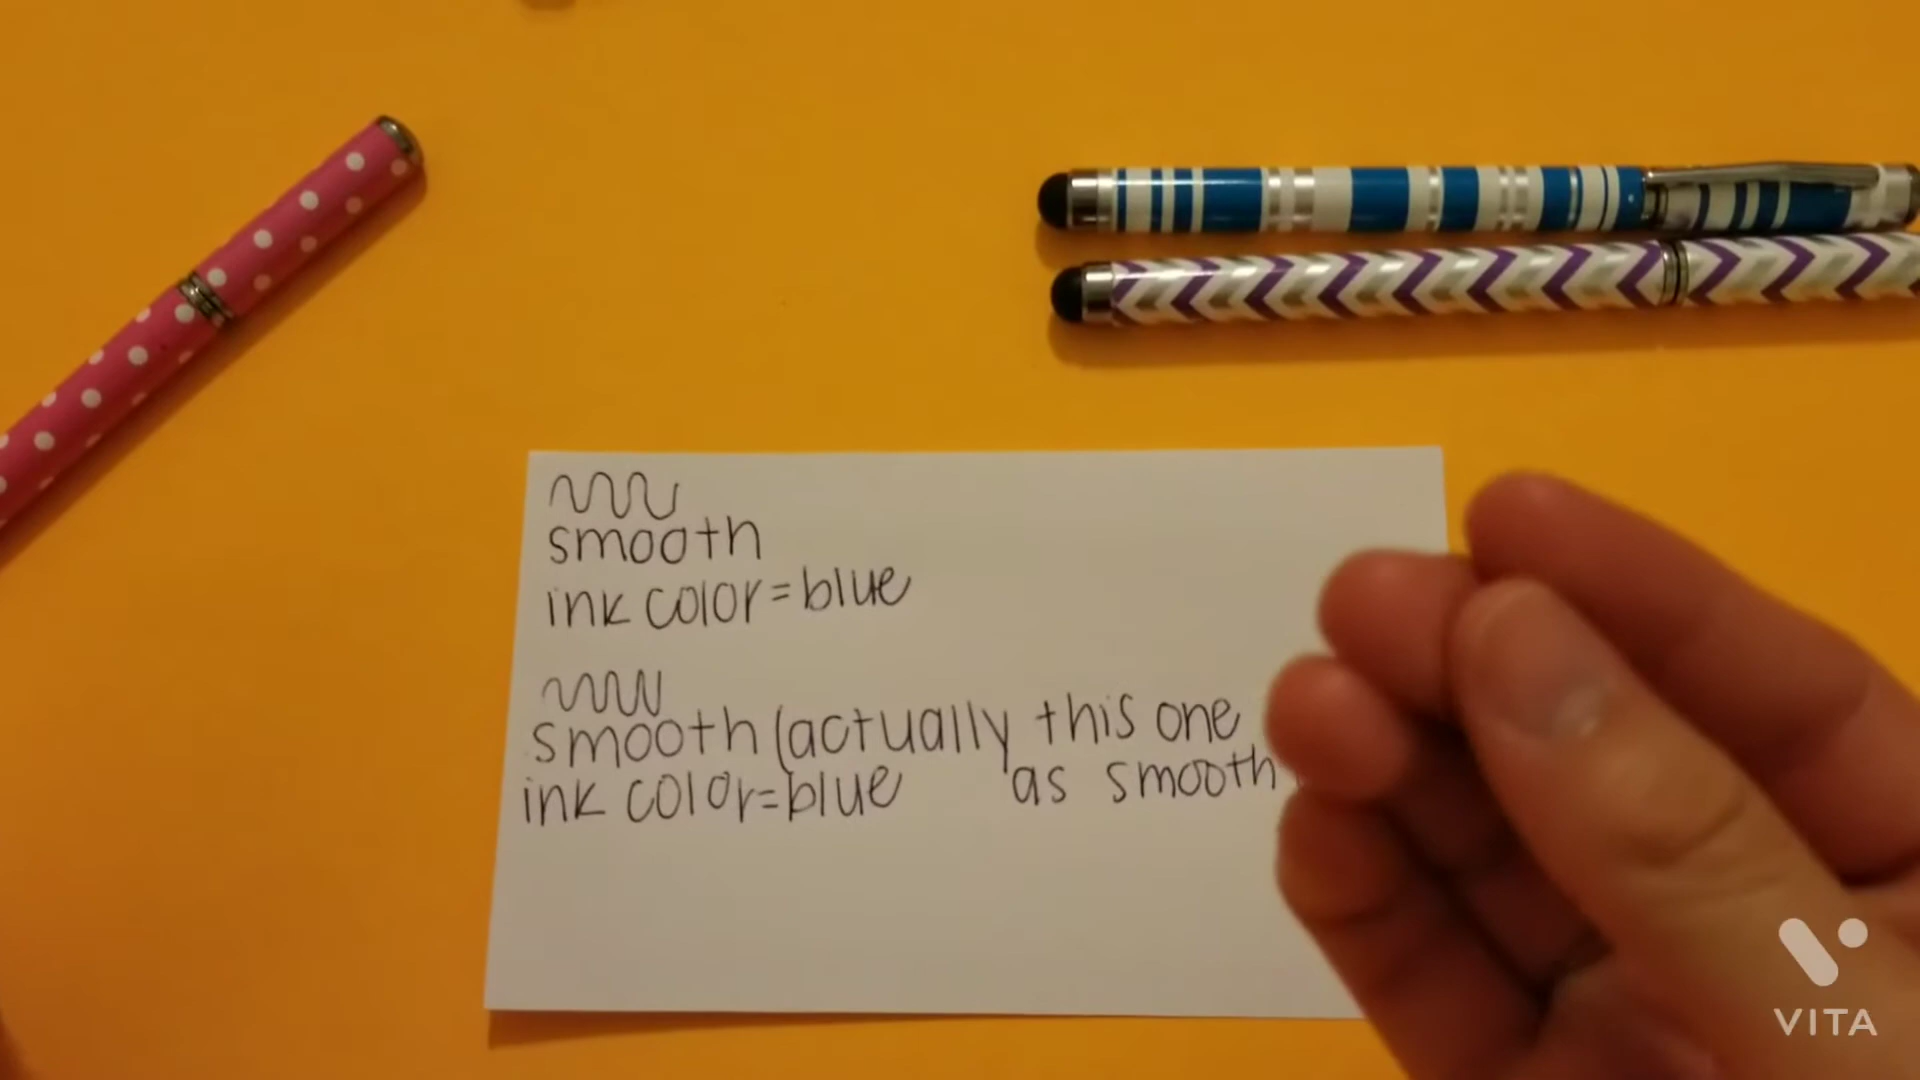 smooth
ink color=blue
smooth (actually this one
ink color=blue as smooth
VITA